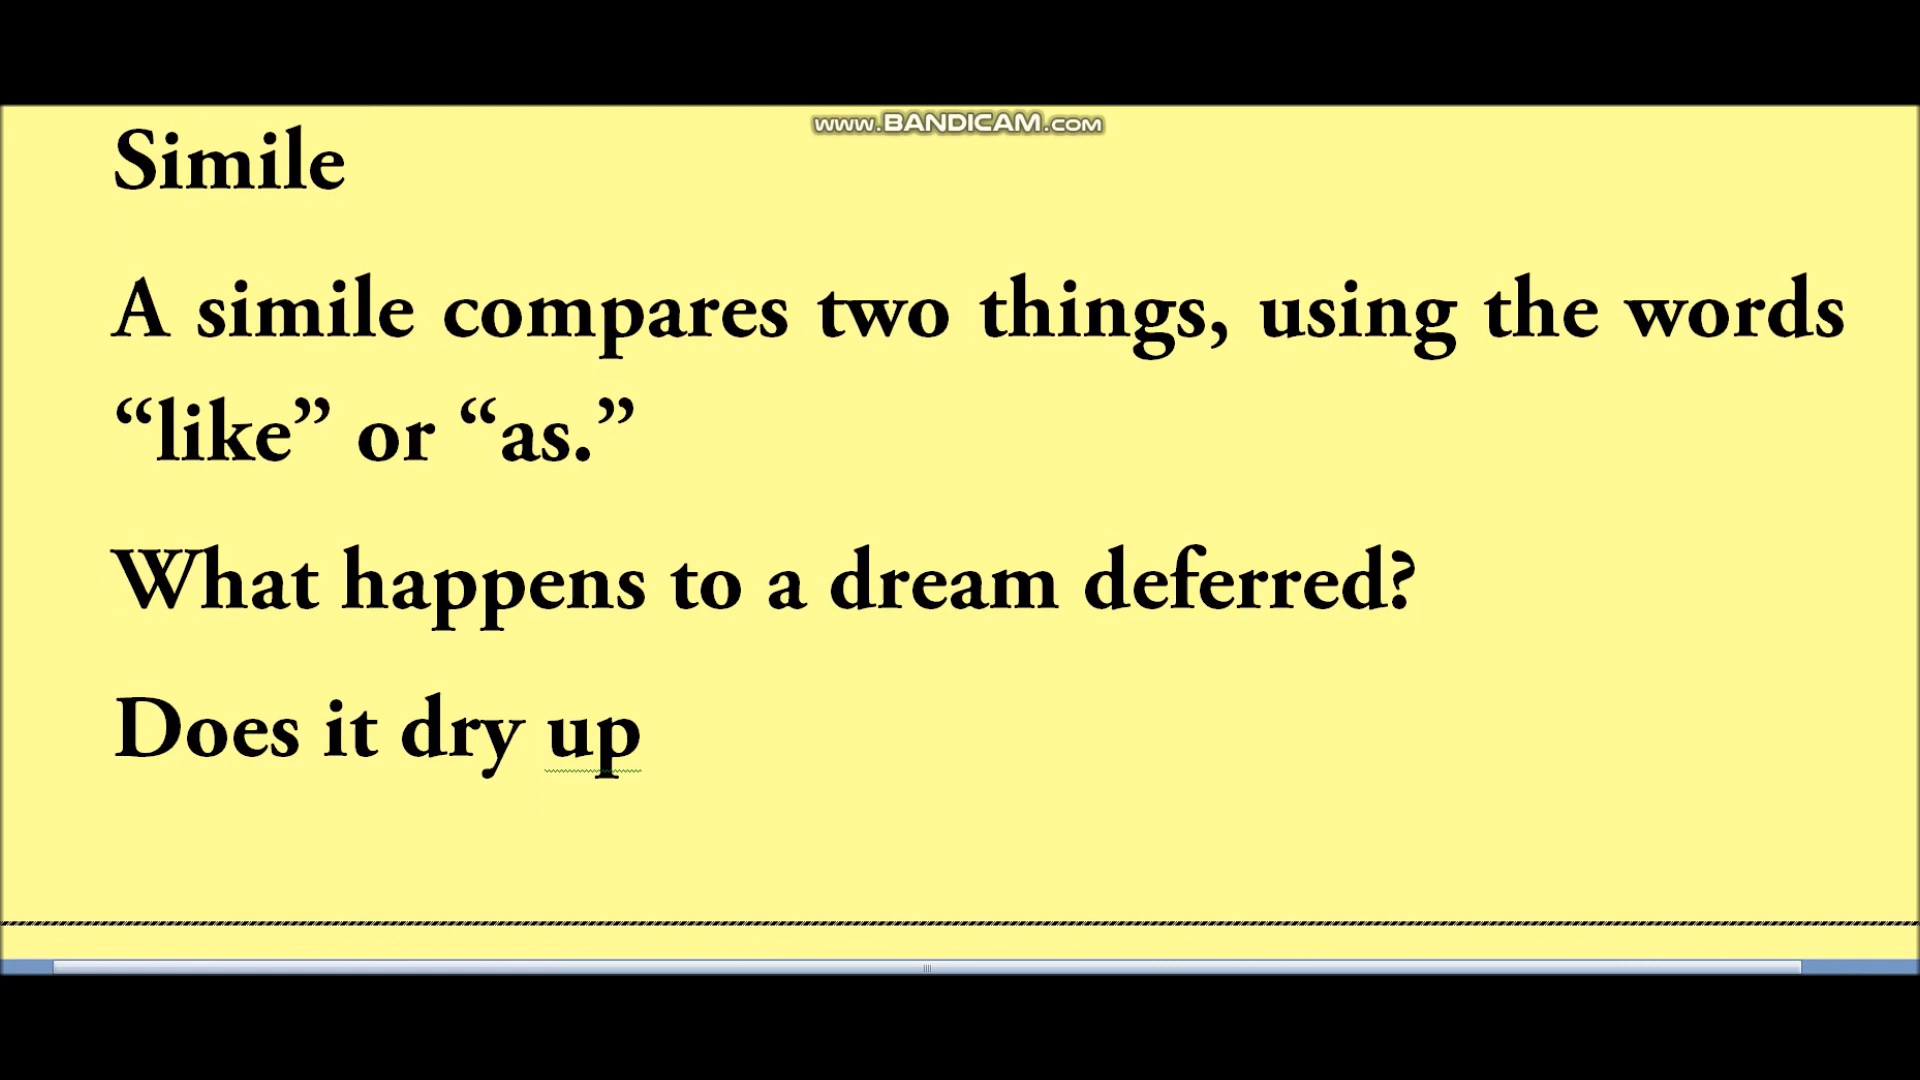 www.BANDICAM.com
Simile
A simile compares two things, using the words
“like” or “as.”
What happens to a dream deferred?
Does it dry up